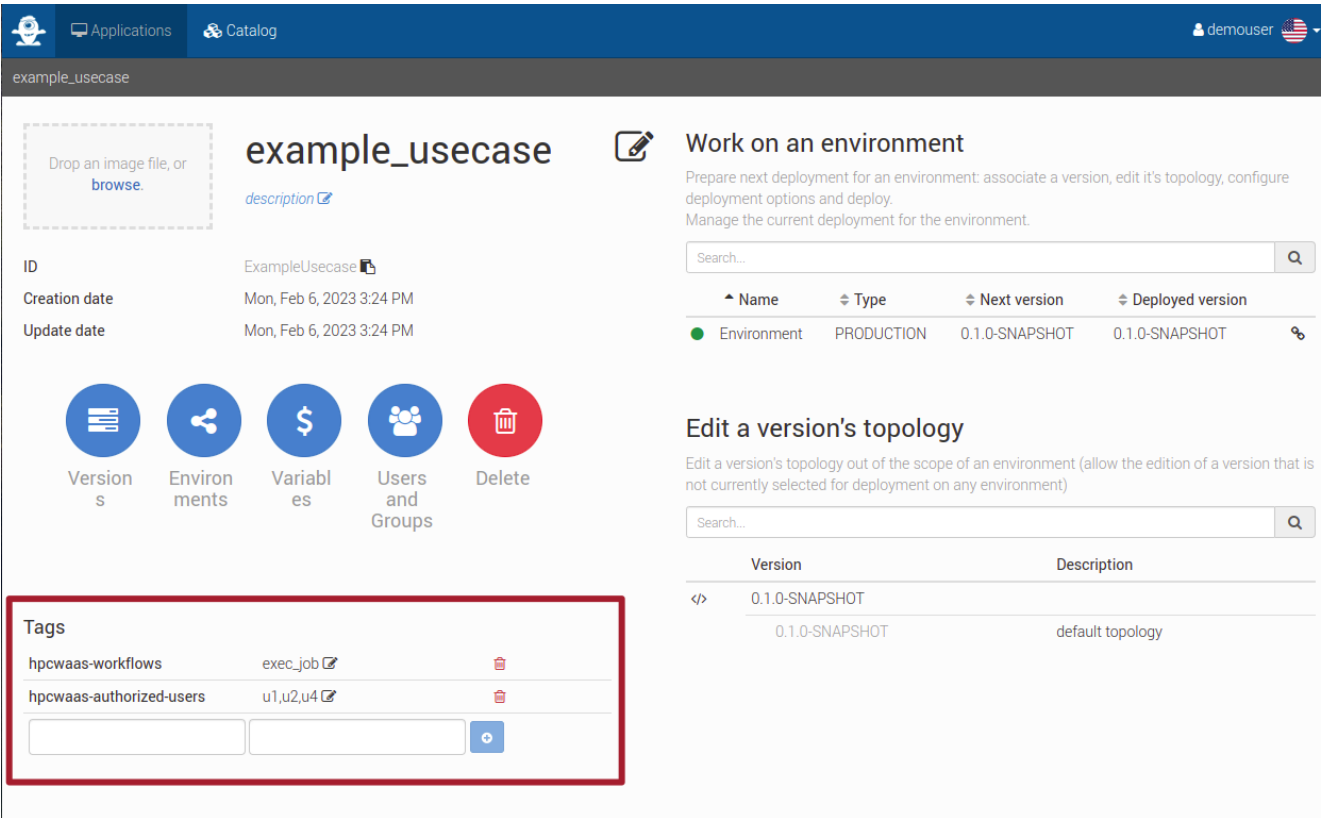 Applications Catalog demouser
example_usecase
Drop an image file, or
browse.
example_usecase
description
ID ExampleUsecase
Creation date Mon, Feb 6, 2023 3:24 PM
Update date Mon, Feb 6, 2023 3:24 PM
Version
s
Environ
ments
Variabl
es
Users
and
Groups
Delete
Tags
hpcwaas-workflows exec_job
hpcwaas-authorized-users u1,u2,u4
Work on an environment
Prepare next deployment for an environment: associate a version, edit it's topology, configure
deployment options and deploy.
Manage the current deployment for the environment.
Search...
Name Type Next version Deployed version
Environment PRODUCTION 0.1.0-SNAPSHOT 0.1.0-SNAPSHOT
Edit a version's topology
Edit a version's topology out of the scope of an environment (allow the edition of a version that is
not currently selected for deployment on any environment)
Search...
Version Description
0.1.0-SNAPSHOT
0.1.0-SNAPSHOT default topology